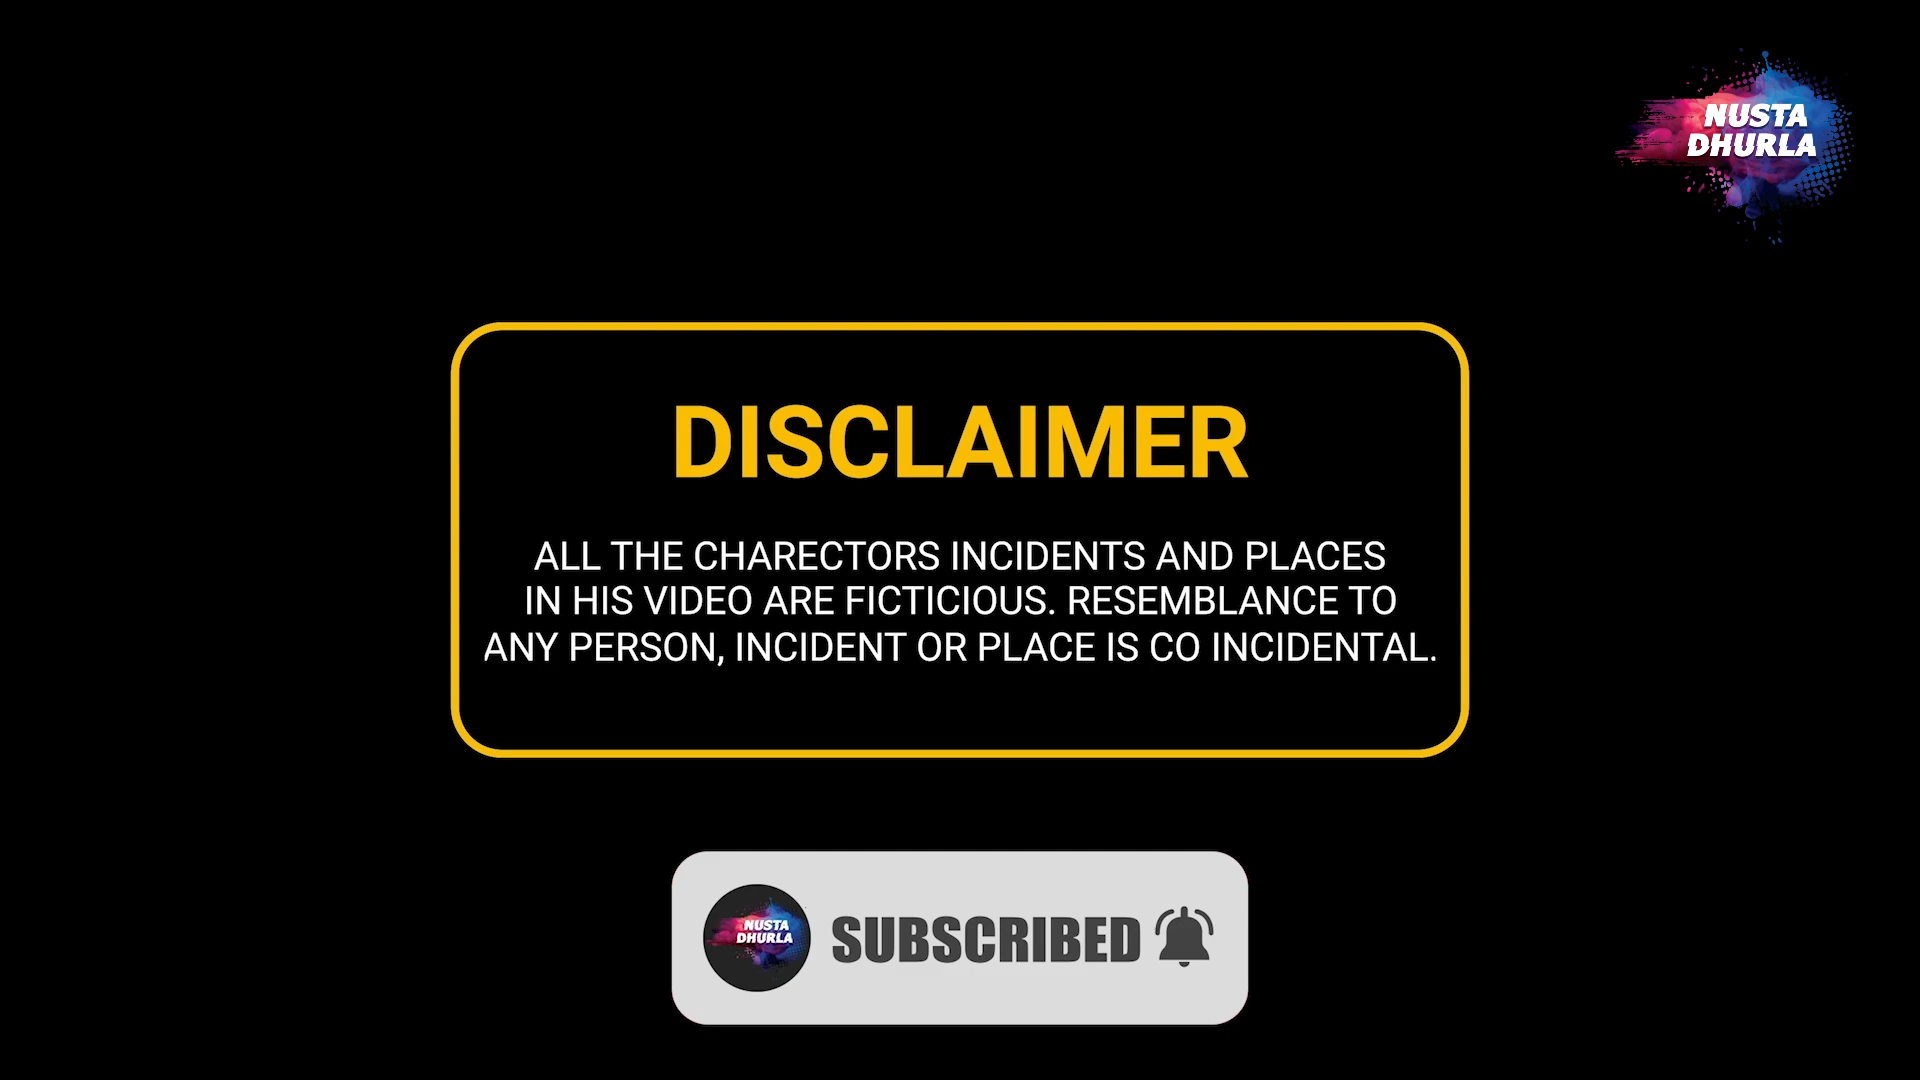 NUSTA
DHURLA
DISCLAIMER
ALL THE CHARECTORS INCIDENTS AND PLACES
IN HIS VIDEO ARE FICTICIOUS. RESEMBLANCE TO
ANY PERSON, INCIDENT OR PLACE IS CO INCIDENTAL.
NUSTA
DHURLA
SUBSCRIBED